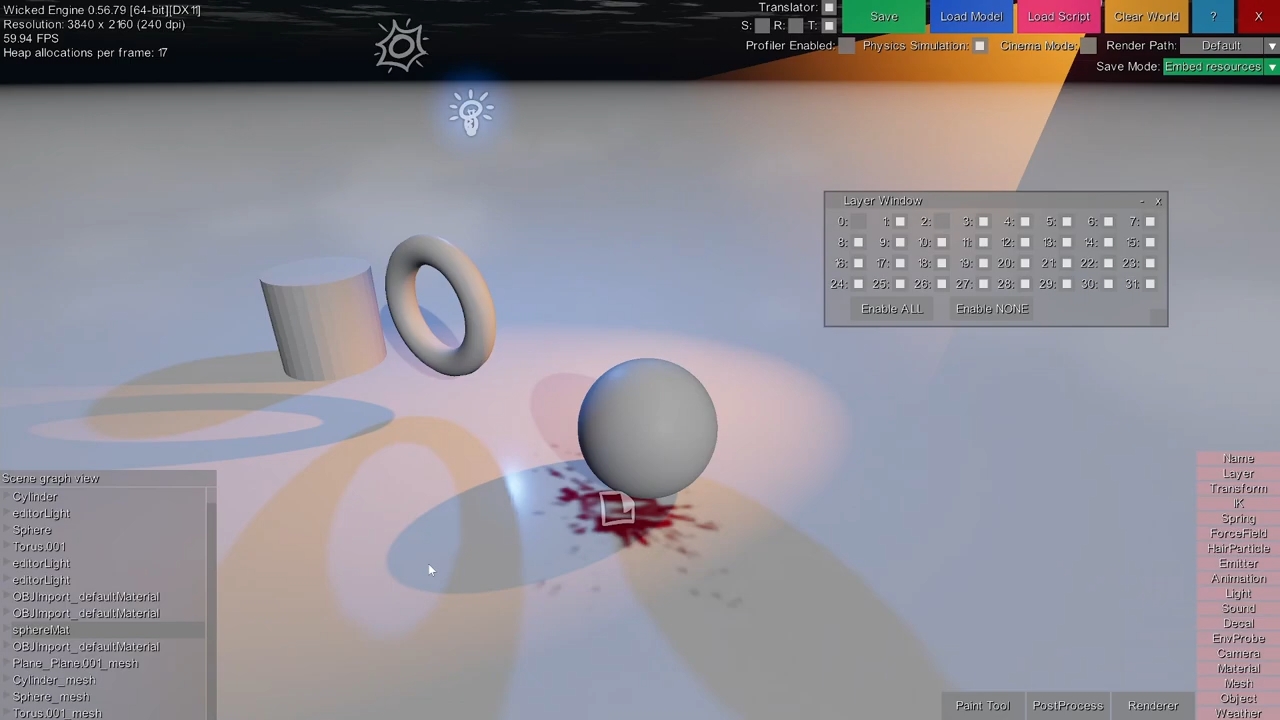 Wicked Engine 0.56.79 [64-bit][DX11]
Resolution: 3840 x 2160 (240 dpi)
59.94 FPS
Heap allocations per frame: 17
Translator:
S: R: T:
Save
Load Model
Load Script
Clear World
?
X
Profiler Enabled:
Physics Simulation:
Cinema Mode:
Render Path:
Default
Save Mode:
Embed resources
Layer Window
-
x
0: 1: 2: 3: 4: 5: 6: 7:
8: 9: 10: 11: 12: 13: 14: 15:
16: 17: 18: 19: 20: 21: 22: 23:
24: 25: 26: 27: 28: 29: 30: 31:
Enable ALL
Enable NONE
Scene graph view
Cylinder
editorLight
Sphere
Torus.001
editorLight
editorLight
OBJImport_defaultMaterial
OBJImport_defaultMaterial
sphereMat
OBJImport_defaultMaterial
Plane_Plane.001_mesh
Cylinder_mesh
Sphere_mesh
Torus.001_mesh
Name
Layer
Transform
IK
Spring
ForceField
HairParticle
Emitter
Animation
Light
Sound
Decal
EnvProbe
Camera
Material
Mesh
Object
Weather
Paint Tool
PostProcess
Renderer